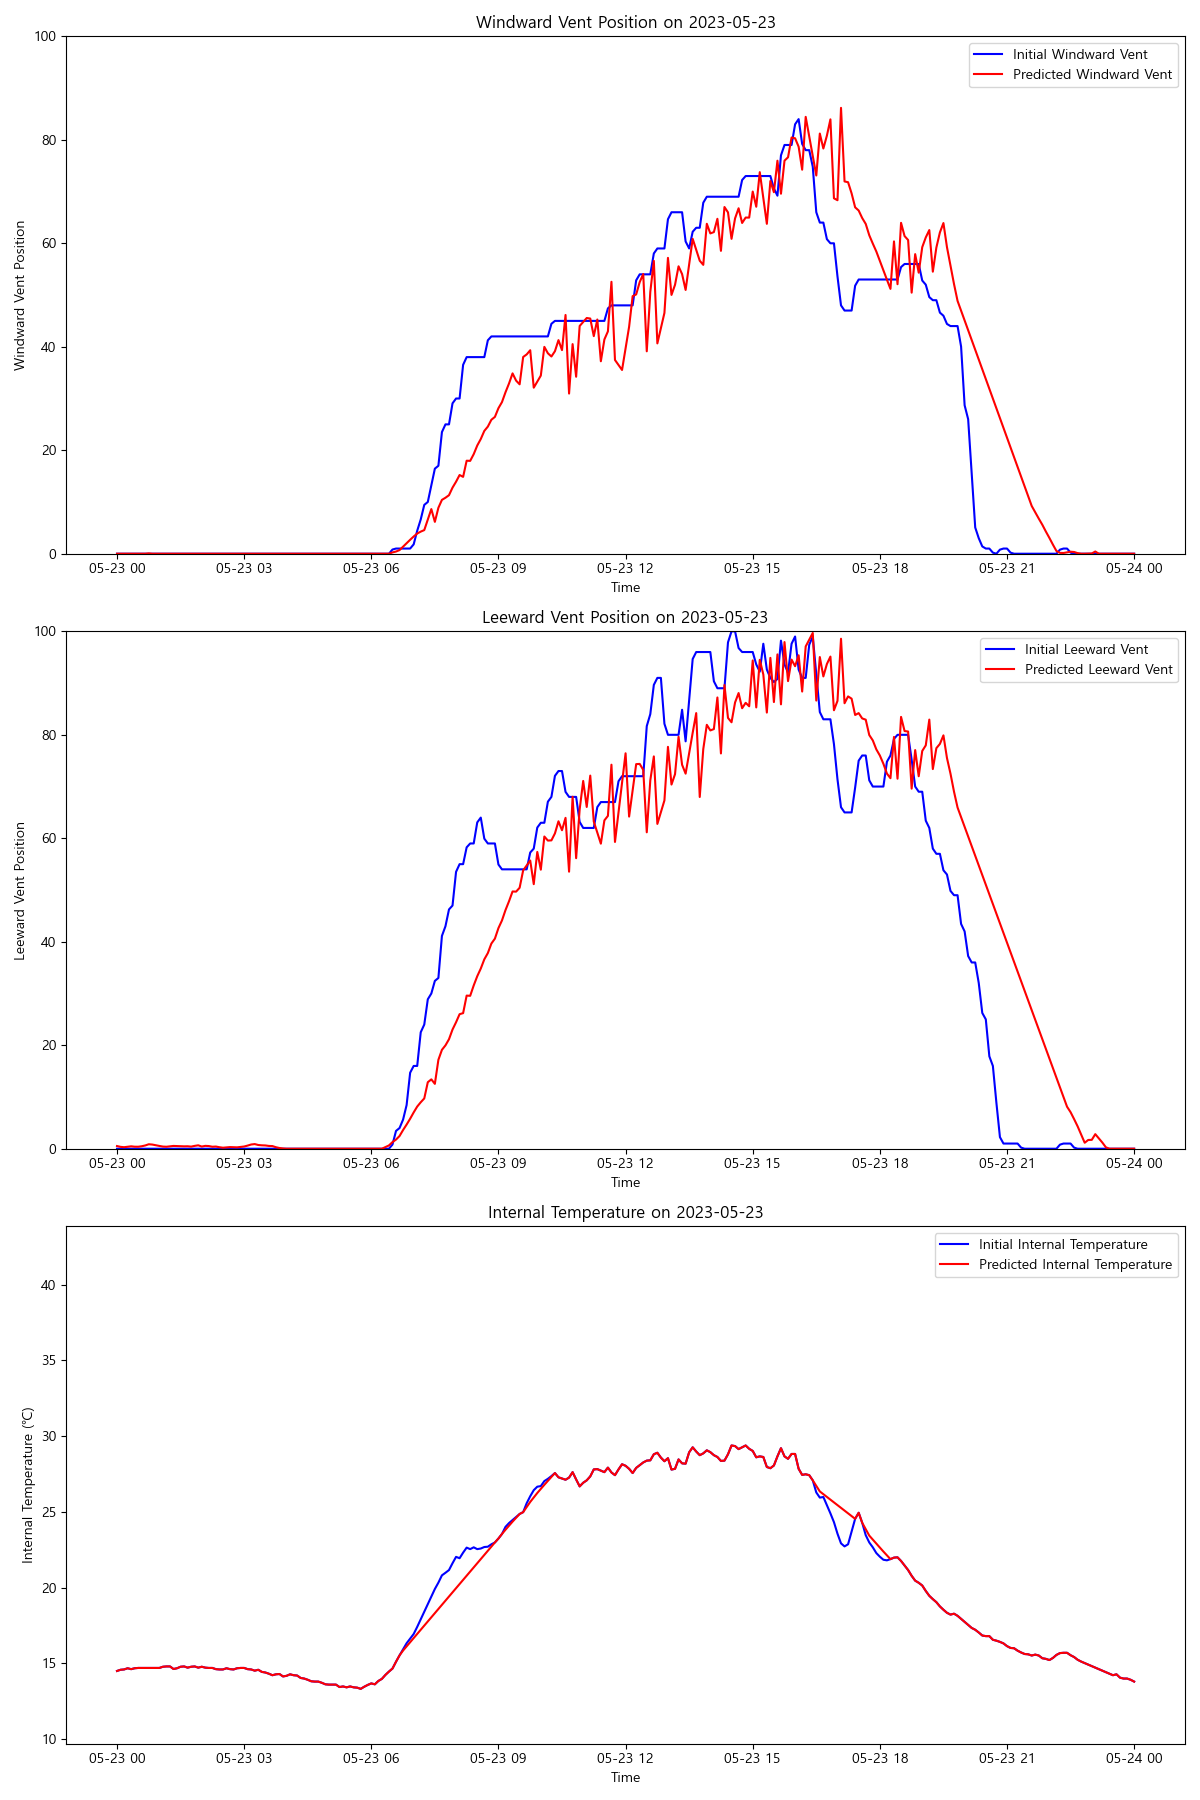 Windward Vent Position on 2023-05-23
Initial Windward Vent
Predicted Windward Vent
Windward Vent Position
100
80
60
40
20
0
05-23 00 05-23 03 05-23 06 05-23 09 05-23 12 05-23 15 05-23 18 05-23 21 05-24 00
Time
Leeward Vent Position on 2023-05-23
Initial Leeward Vent
Predicted Leeward Vent
Leeward Vent Position
100
80
60
40
20
0
05-23 00 05-23 03 05-23 06 05-23 09 05-23 12 05-23 15 05-23 18 05-23 21 05-24 00
Time
Internal Temperature on 2023-05-23
Initial Internal Temperature
Predicted Internal Temperature
Internal Temperature (℃)
40
35
30
25
20
15
10
05-23 00 05-23 03 05-23 06 05-23 09 05-23 12 05-23 15 05-23 18 05-23 21 05-24 00
Time